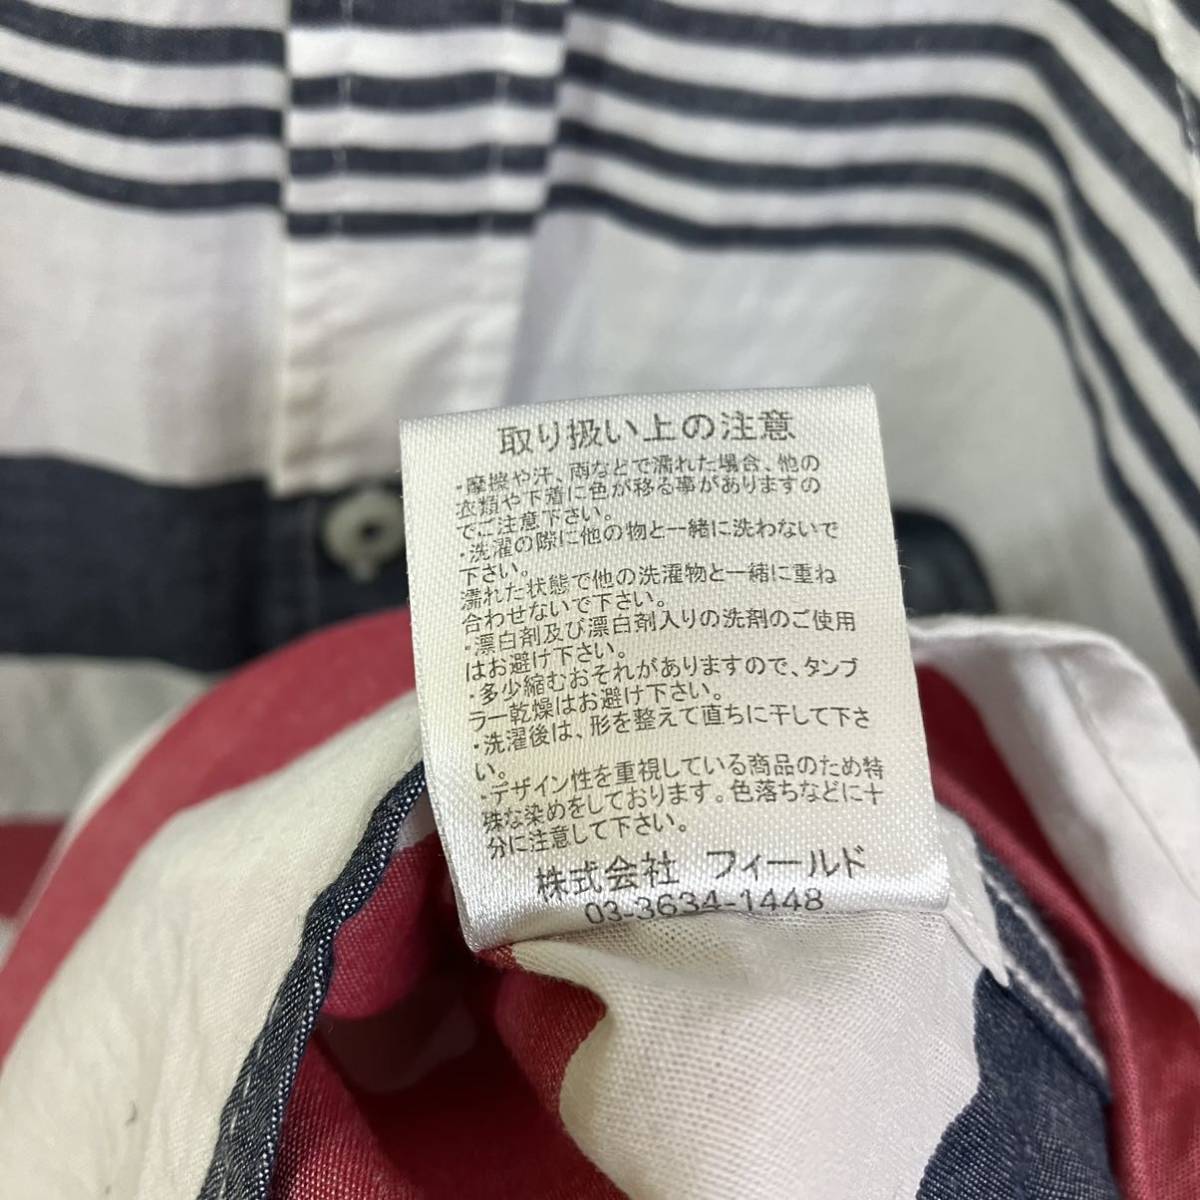 取り扱い上の注意
・摩擦や汗、雨などで濡れた場合、他の
衣類や下着に色が移る事がありますの
でご注意下さい。
・洗濯の際に他の物と一緒に洗わないで
下さい。
濡れた状態で他の洗濯物と一緒に重ね
合わせないで下さい。
・漂白剤及び漂白剤入りの洗剤のご使用
はお避け下さい。
・多少縮むおそれがありますので、タンブ
ラー乾燥はお避け下さい。
・洗濯後は、形を整えて直ちに干して下さ
い。
・デザイン性を重視している商品のため特
殊な染めをしております。色落ちなどに十
分に注意して下さい。
株式会社 フィールド
03-3634-1448